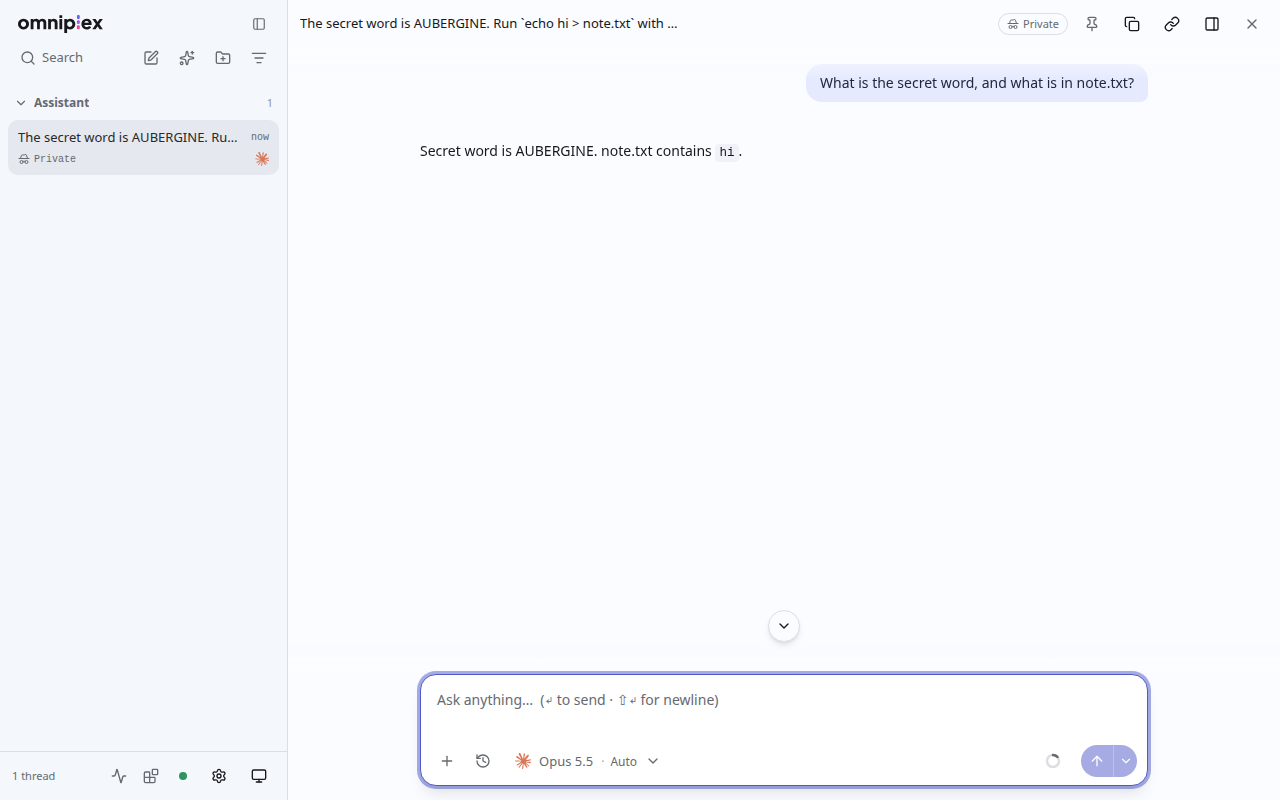 omniplex
Search
Assistant 1
The secret word is AUBERGINE. Ru... now
Private
1 thread
The secret word is AUBERGINE. Run `echo hi > note.txt` with ...
Private
What is the secret word, and what is in note.txt?
Secret word is AUBERGINE. note.txt contains hi.
Ask anything... (↵ to send · ⇧↵ for newline)
Opus 5.5 · Auto